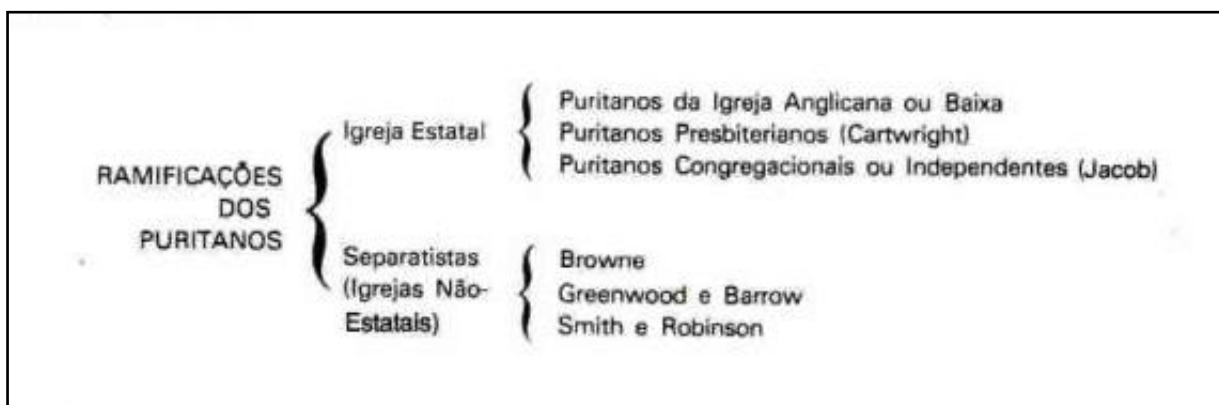 RAMIFICAÇÕES
DOS
PURITANOS
Igreja Estatal
Puritanos da Igreja Anglicana ou Baixa
Puritanos Presbiterianos (Cartwright)
Puritanos Congregacionais ou Independentes (Jacob)
Separatistas
(Igrejas Não-
Estatais)
Browne
Greenwood e Barrow
Smith e Robinson